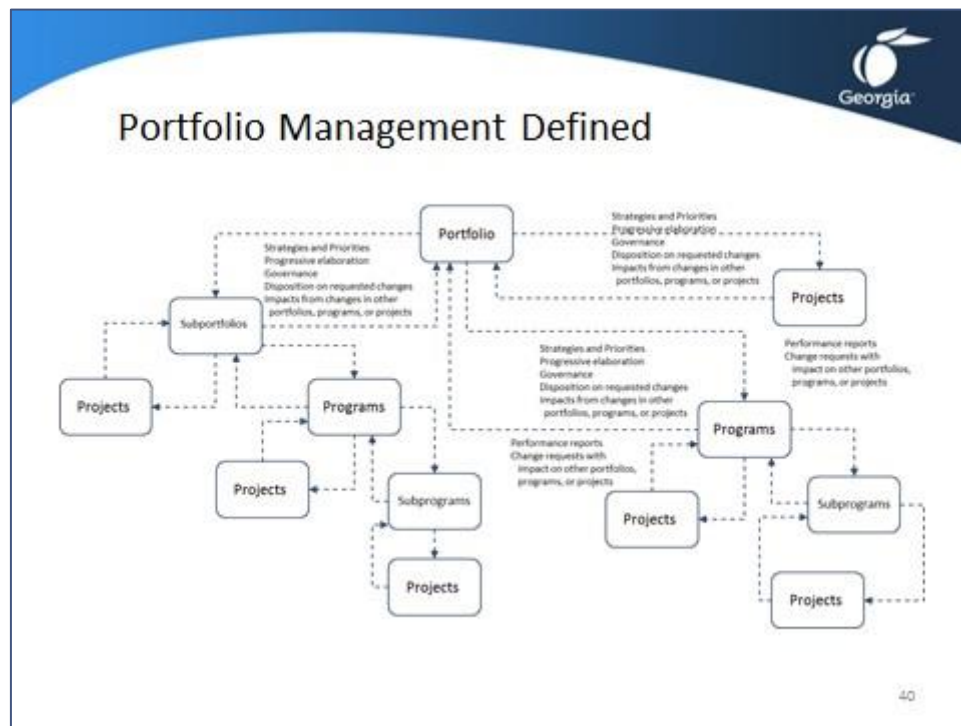 Georgia
Portfolio Management Defined
Portfolio
Strategies and Priorities
Progressive elaboration
Governance
Disposition on requested changes
Impacts from changes in other
portfolios, programs, or projects
Strategies and Priorities
Progressive elaboration
Governance
Disposition on requested changes
Impacts from changes in other
portfolios, programs, or projects
Projects
Subportfolios
Performance reports
Change requests with
impact on other portfolios,
programs, or projects
Strategies and Priorities
Progressive elaboration
Governance
Disposition on requested changes
Impacts from changes in other
portfolios, programs, or projects
Projects
Programs
Programs
Performance reports
Change requests with
impact on other portfolios,
programs, or projects
Projects
Subprograms
Projects
Subprograms
Projects
Projects
40